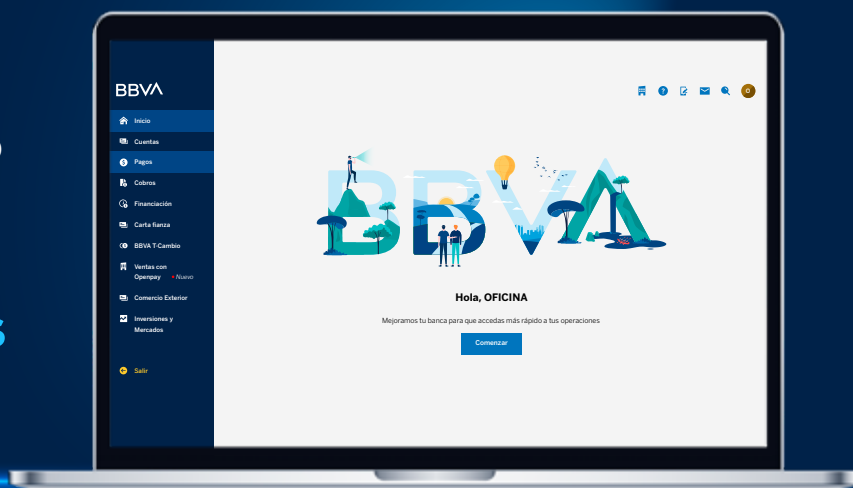 BBVA
Inicio
Cuentas
Pagos
Cobros
Financiación
Carta fianza
BBVA T-Cambio
Ventas con
Openpay • Nuevo
Comercio Exterior
Inversiones y
Mercados
Salir
?
O
BBVA
Hola, OFICINA
Mejoramos tu banca para que accedas más rápido a tus operaciones
Comenzar
s